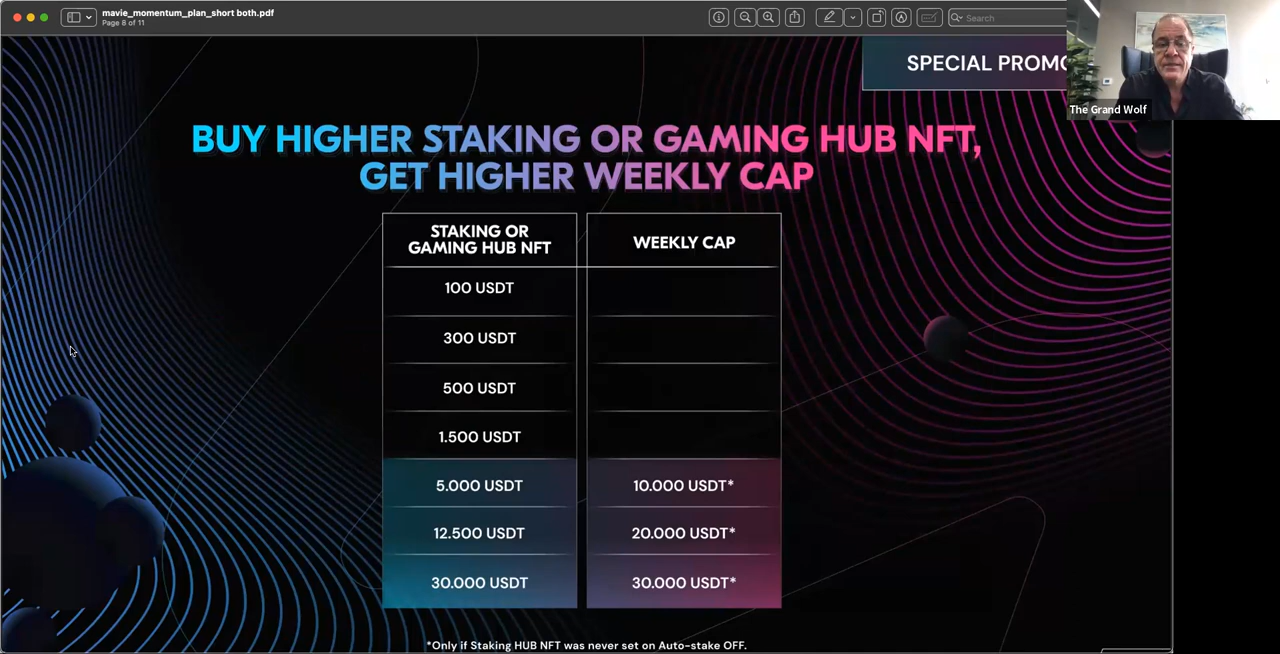 mavie_momentum_plan_short both.pdf
Page 8 of 11
Search
SPECIAL PROMO
The Grand Wolf
BUY HIGHER STAKING OR GAMING HUB NFT,
GET HIGHER WEEKLY CAP
STAKING OR
GAMING HUB NFT
WEEKLY CAP
100 USDT
300 USDT
500 USDT
1.500 USDT
5.000 USDT 10.000 USDT*
12.500 USDT 20.000 USDT*
30.000 USDT 30.000 USDT*
*Only if Staking HUB NFT was never set on Auto-stake OFF.